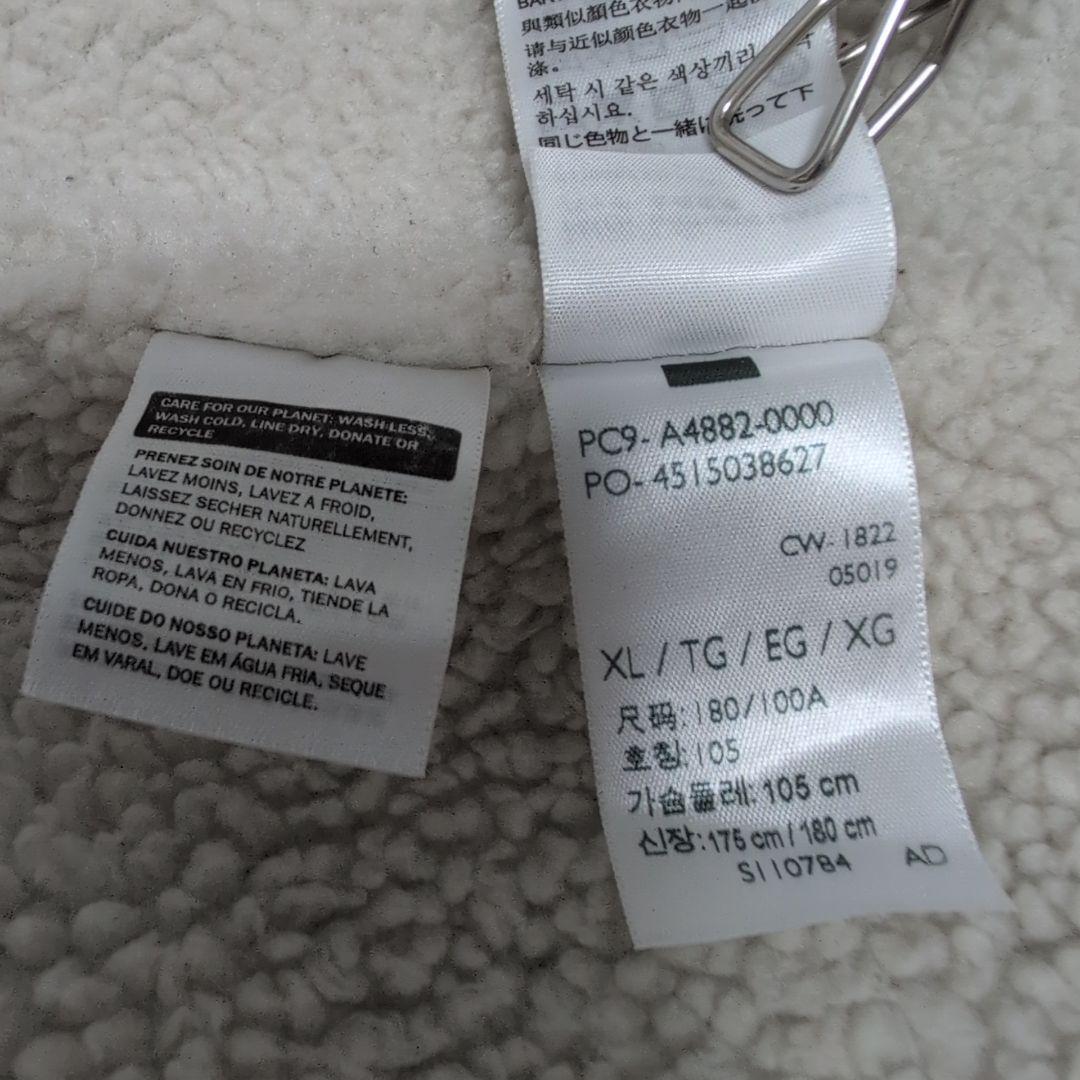 與類似顏色衣物
请与近似颜色衣物一起
涤。
세탁 시 같은 색상끼리
하십시요.
同じ色物と一緒に洗って下
CARE FOR OUR PLANET: WASH LESS,
WASH COLD, LINE DRY, DONATE OR
RECYCLE
PRENEZ SOIN DE NOTRE PLANETE:
LAVEZ MOINS, LAVEZ A FROID,
LAISSEZ SECHER NATURELLEMENT,
DONNEZ OU RECYCLEZ
CUIDA NUESTRO PLANETA: LAVA
MENOS, LAVA EN FRIO, TIENDE LA
ROPA, DONA O RECICLA.
CUIDE DO NOSSO PLANETA: LAVE
MENOS, LAVE EM ÁGUA FRIA, SEQUE
EM VARAL, DOE OU RECICLE.
PC9- A4882-0000
PO- 4515038627
CW- 1822
05019
XL / TG / EG / XG
尺码: 180/100A
호칭: 105
가슴둘레: 105 cm
신장: 175 cm / 180 cm
S110784 AD